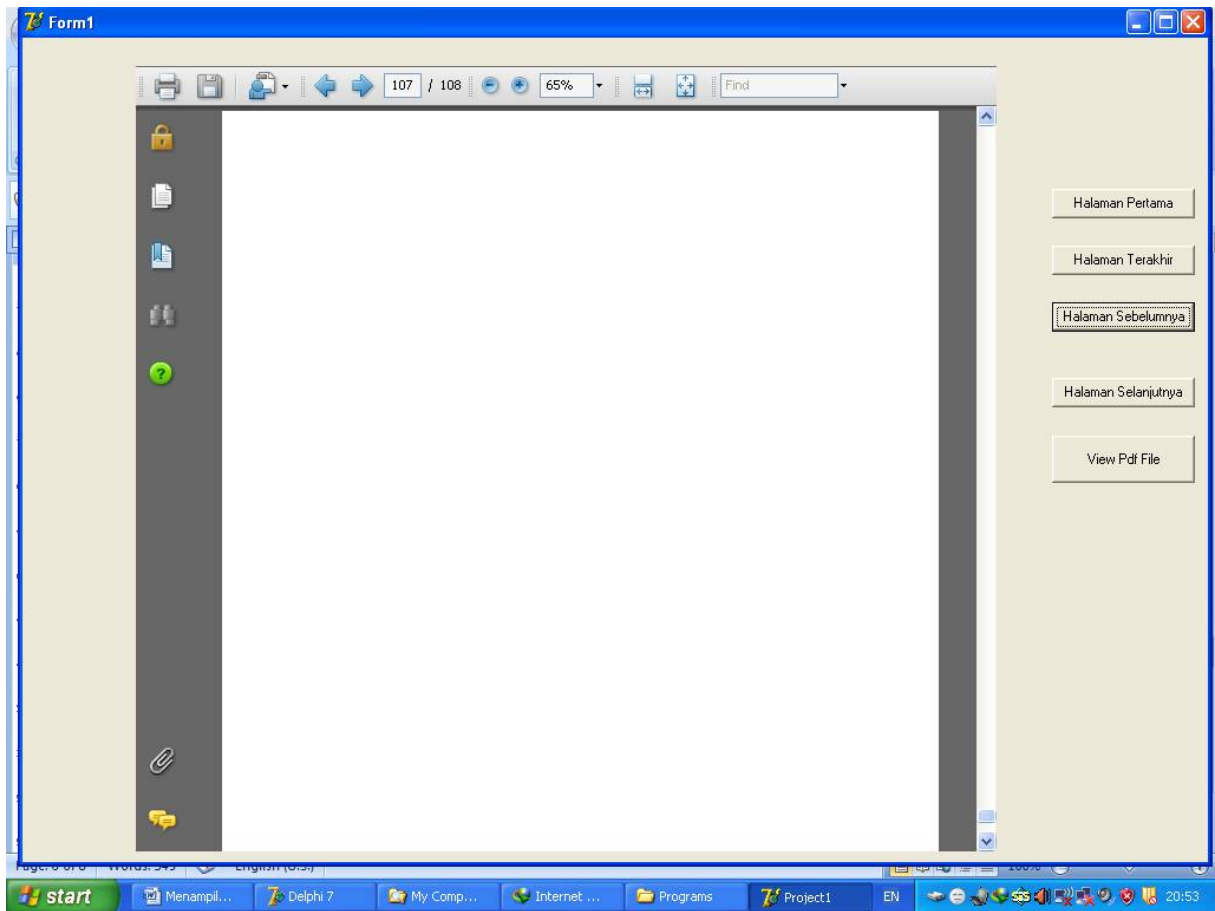 Form1
107 / 108
65%
Find
Halaman Pertama
Halaman Terakhir
Halaman Sebelumnya
Halaman Selanjutnya
View Pdf File
start
Menampil...
Delphi 7
My Comp...
Internet ...
Programs
Project1
EN
20:53